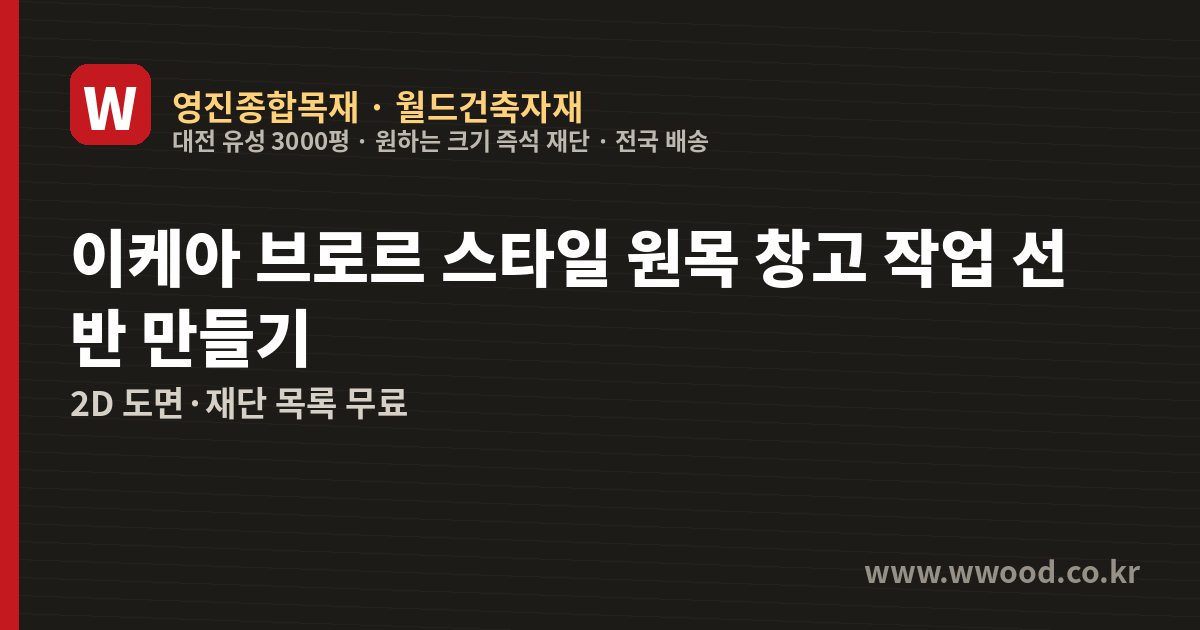 W
영진종합목재 · 월드건축자재
대전 유성 3000평 · 원하는 크기 즉석 재단 · 전국 배송
이케아 브로르 스타일 원목 창고 작업 선
반 만들기
2D 도면·재단 목록 무료
www.wwood.co.kr